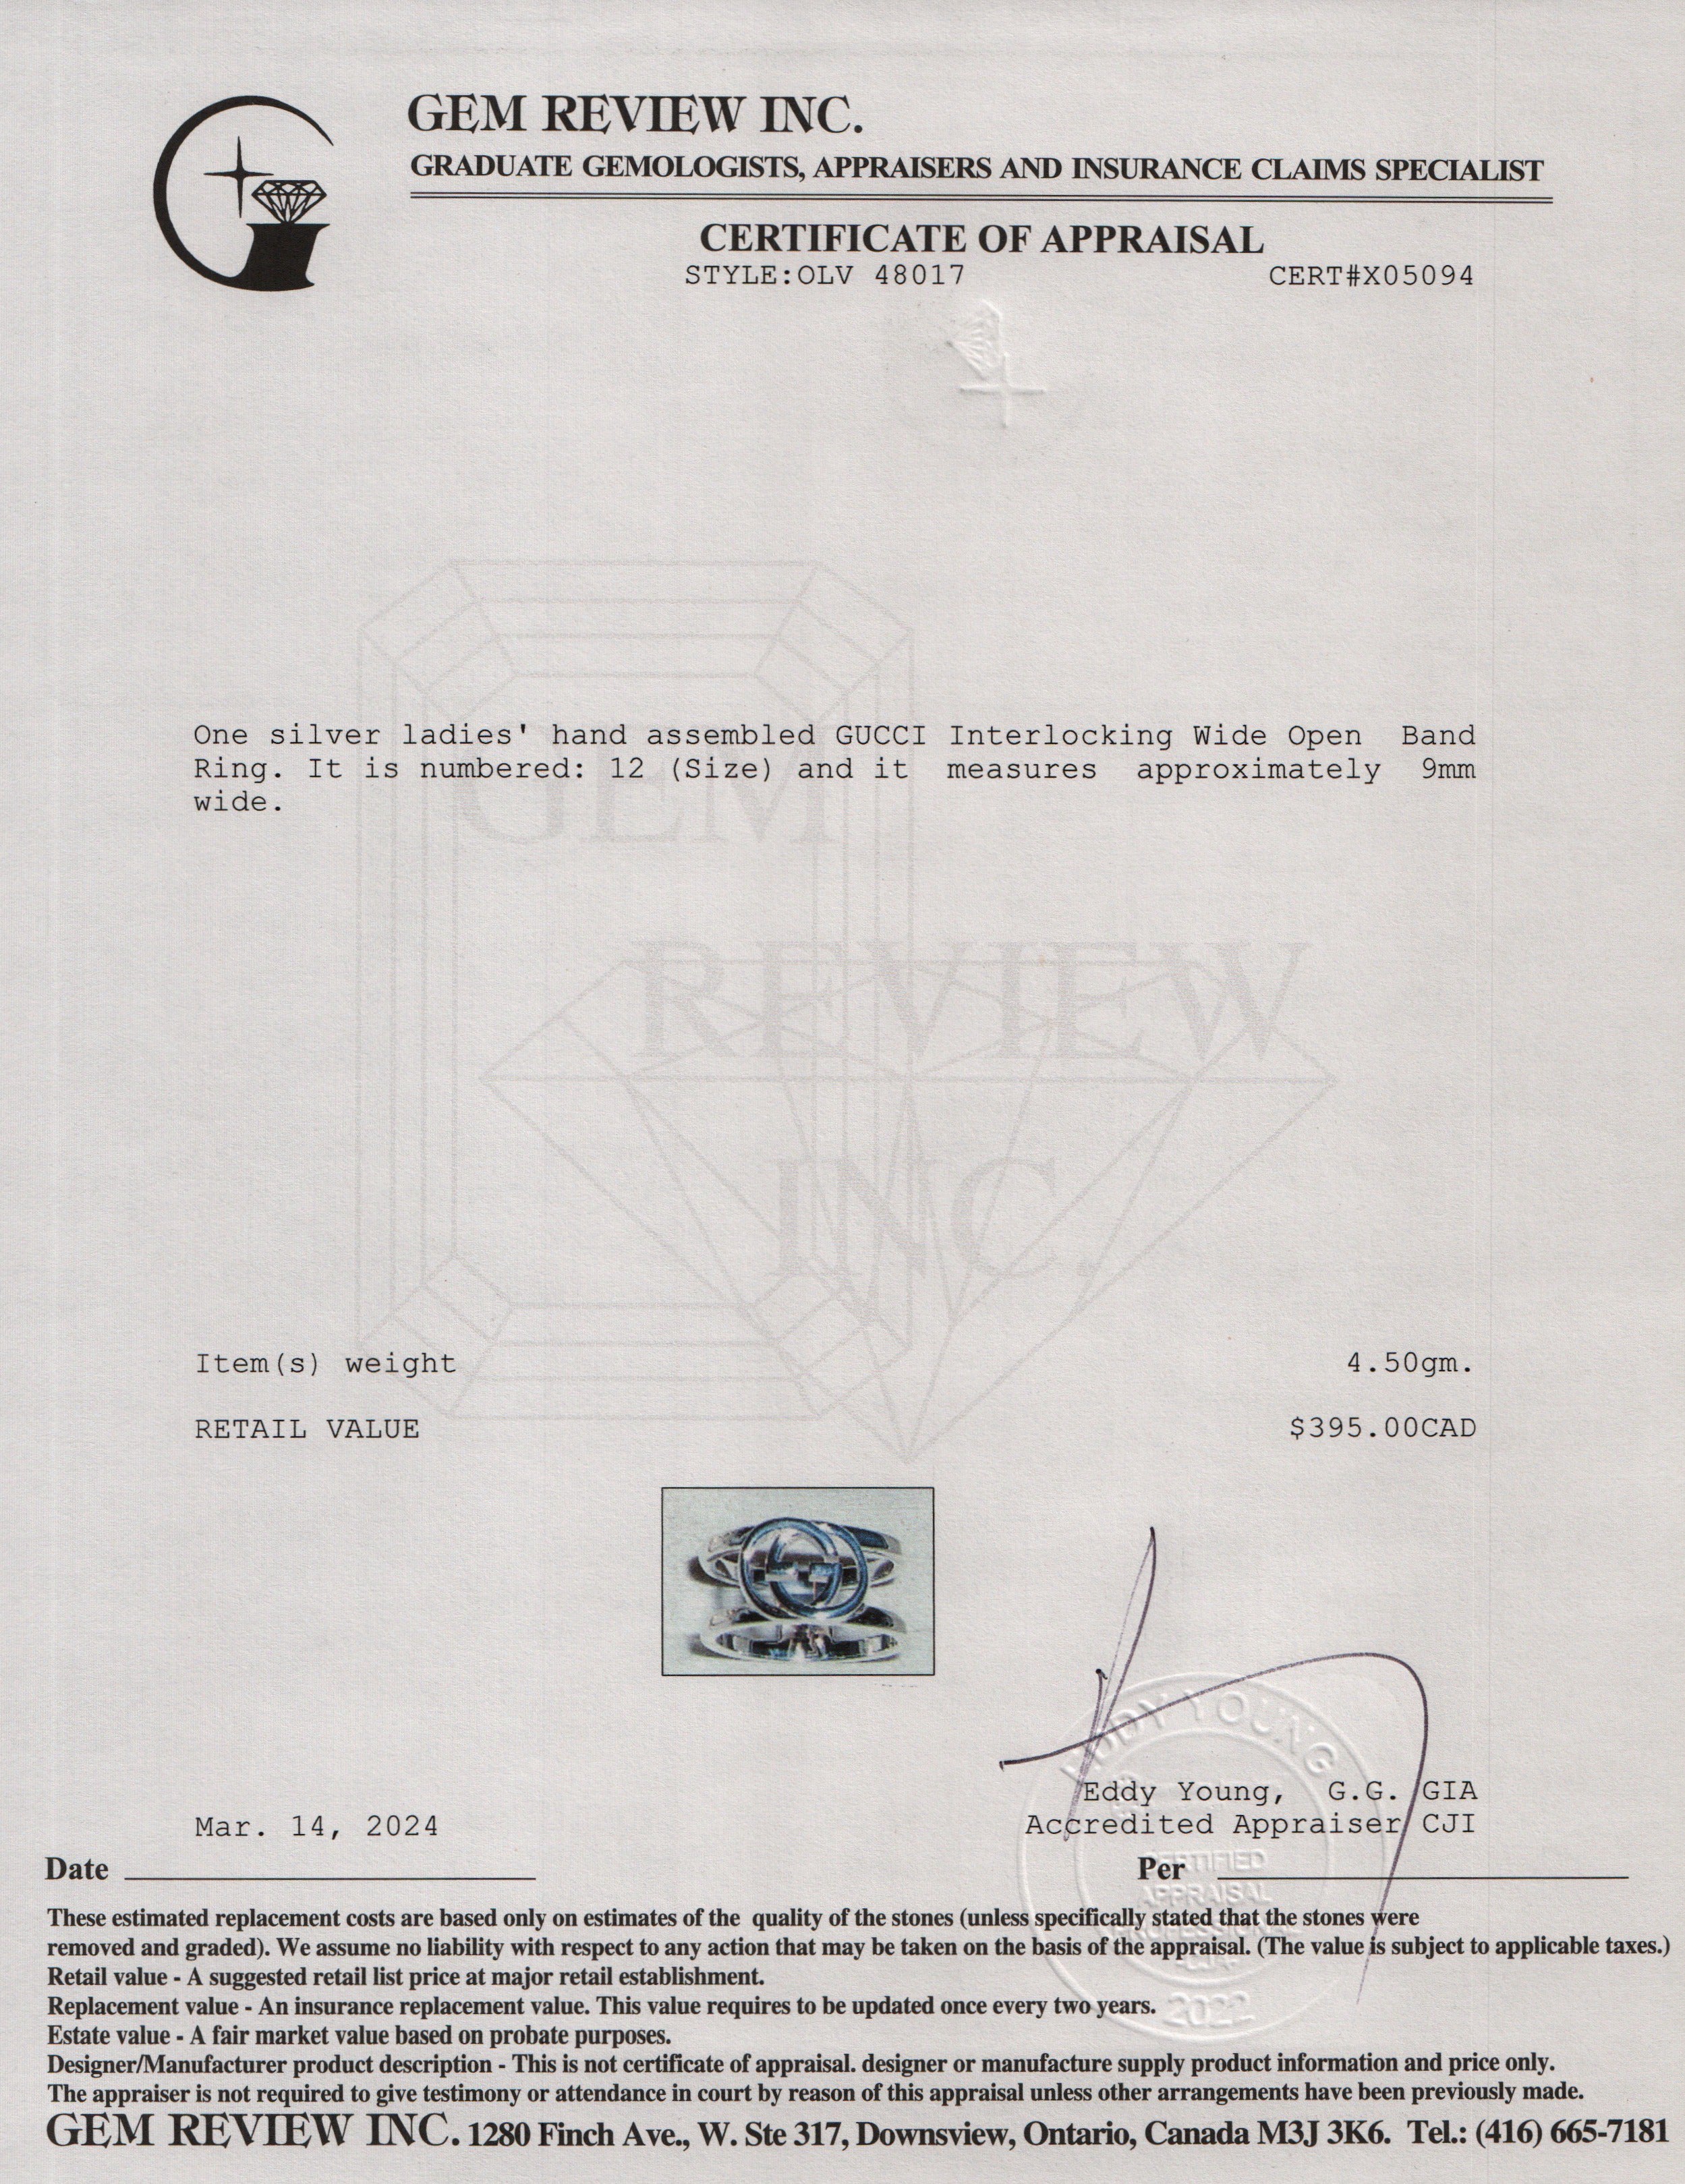 GEM REVIEW INC.
GRADUATE GEMOLOGISTS, APPRAISERS AND INSURANCE CLAIMS SPECIALIST
CERTIFICATE OF APPRAISAL
STYLE:OLV 48017 CERT#X05094
One silver ladies' hand assembled GUCCI Interlocking Wide Open Band
Ring. It is numbered: 12 (Size) and it measures approximately 9mm
wide.
GEM
REVIEW
INC.
Item(s) weight 4.50gm.
RETAIL VALUE $395.00CAD
EDDY YOUNG
Eddy Young, G.G. GIA
Mar. 14, 2024 Accredited Appraiser CJI
Date Per
CERTIFIED
APPRAISAL
PROFESSIONAL
2022
These estimated replacement costs are based only on estimates of the quality of the stones (unless specifically stated that the stones were
removed and graded). We assume no liability with respect to any action that may be taken on the basis of the appraisal. (The value is subject to applicable taxes.)
Retail value - A suggested retail list price at major retail establishment.
Replacement value - An insurance replacement value. This value requires to be updated once every two years.
Estate value - A fair market value based on probate purposes.
Designer/Manufacturer product description - This is not certificate of appraisal. designer or manufacture supply product information and price only.
The appraiser is not required to give testimony or attendance in court by reason of this appraisal unless other arrangements have been previously made.
GEM REVIEW INC. 1280 Finch Ave., W. Ste 317, Downsview, Ontario, Canada M3J 3K6. Tel.: (416) 665-7181